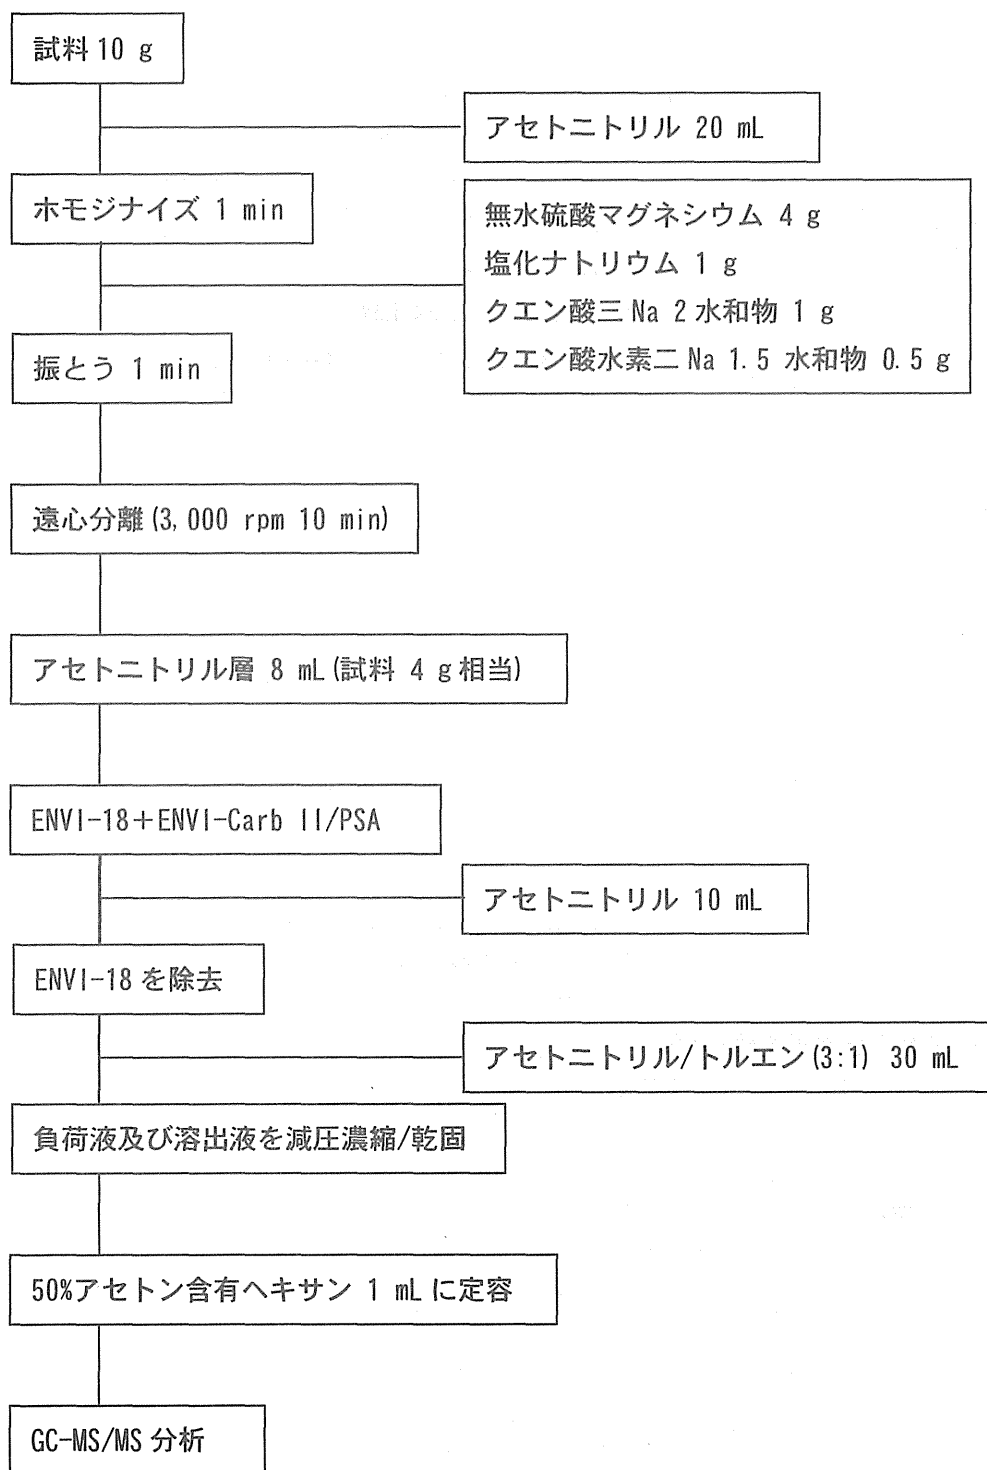 試料 10 g
アセトニトリル 20 mL
ホモジナイズ 1 min
無水硫酸マグネシウム 4 g
塩化ナトリウム 1 g
クエン酸三 Na 2 水和物 1 g
クエン酸水素二 Na 1.5 水和物 0.5 g
振とう 1 min
遠心分離(3,000 rpm 10 min)
アセトニトリル層 8 mL(試料 4 g 相当)
ENVI-18＋ENVI-Carb II/PSA
アセトニトリル 10 mL
ENVI-18 を除去
アセトニトリル/トルエン(3:1) 30 mL
負荷液及び溶出液を減圧濃縮/乾固
50%アセトン含有ヘキサン 1 mL に定容
GC-MS/MS 分析